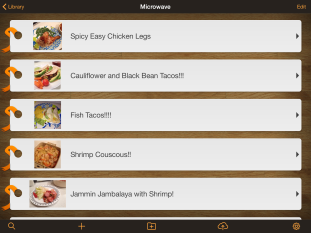 Library
Microwave
Edit
Spicy Easy Chicken Legs
Cauliflower and Black Bean Tacos!!!
Fish Tacos!!!!
Shrimp Couscous!!
Jammin Jambalaya with Shrimp!